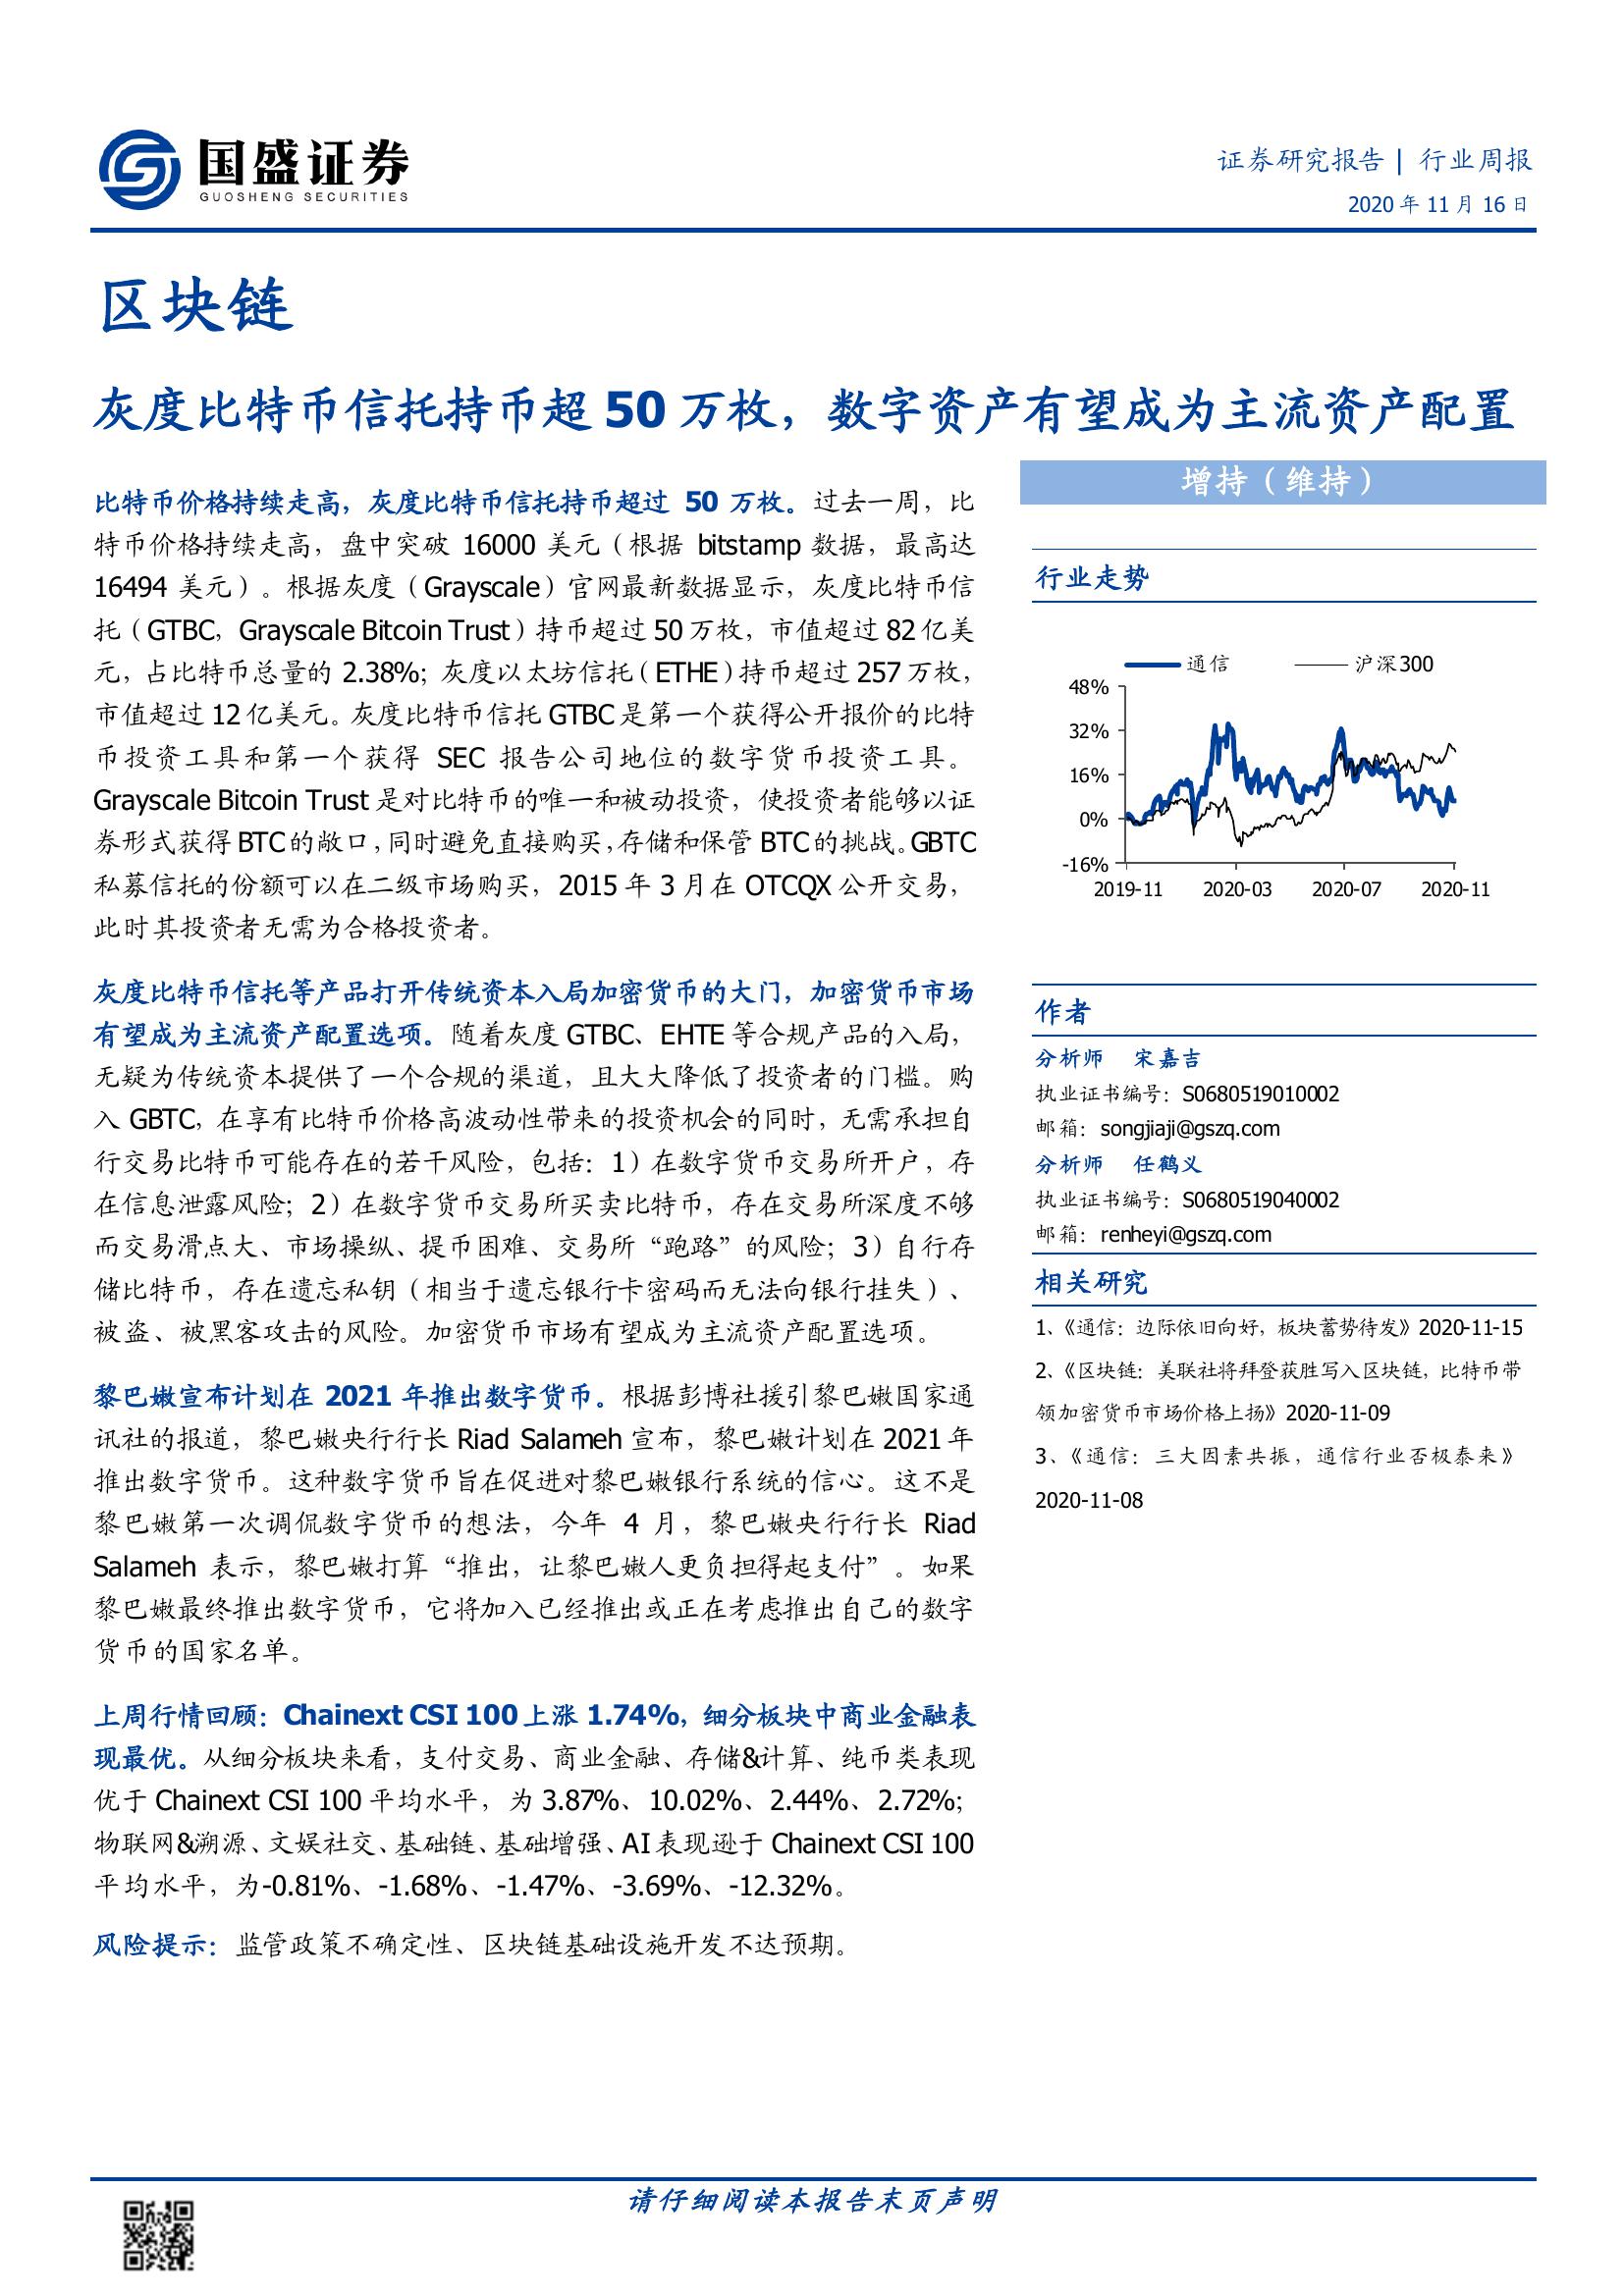 国盛证券
GUOSHENG SECURITIES
证券研究报告 | 行业周报
2020 年 11 月 16 日
区块链
灰度比特币信托持币超 50 万枚，数字资产有望成为主流资产配置
比特币价格持续走高，灰度比特币信托持币超过 50 万枚。过去一周，比
特币价格持续走高，盘中突破 16000 美元（根据 bitstamp 数据，最高达
16494 美元）。根据灰度（Grayscale）官网最新数据显示，灰度比特币信
托（GTBC，Grayscale Bitcoin Trust）持币超过 50 万枚，市值超过 82 亿美
元，占比特币总量的 2.38%；灰度以太坊信托（ETHE）持币超过 257 万枚，
市值超过 12 亿美元。灰度比特币信托 GTBC 是第一个获得公开报价的比特
币投资工具和第一个获得 SEC 报告公司地位的数字货币投资工具。
Grayscale Bitcoin Trust 是对比特币的唯一和被动投资，使投资者能够以证
券形式获得 BTC 的敞口，同时避免直接购买，存储和保管 BTC 的挑战。GBTC
私募信托的份额可以在二级市场购买，2015 年 3 月在 OTCQX 公开交易，
此时其投资者无需为合格投资者。
灰度比特币信托等产品打开传统资本入局加密货币的大门，加密货币市场
有望成为主流资产配置选项。随着灰度 GTBC、EHTE 等合规产品的入局，
无疑为传统资本提供了一个合规的渠道，且大大降低了投资者的门槛。购
入 GBTC，在享有比特币价格高波动性带来的投资机会的同时，无需承担自
行交易比特币可能存在的若干风险，包括：1）在数字货币交易所开户，存
在信息泄露风险；2）在数字货币交易所买卖比特币，存在交易所深度不够
而交易滑点大、市场操纵、提币困难、交易所“跑路”的风险；3）自行存
储比特币，存在遗忘私钥（相当于遗忘银行卡密码而无法向银行挂失）、
被盗、被黑客攻击的风险。加密货币市场有望成为主流资产配置选项。
黎巴嫩宣布计划在 2021 年推出数字货币。根据彭博社援引黎巴嫩国家通
讯社的报道，黎巴嫩央行行长 Riad Salameh 宣布，黎巴嫩计划在 2021 年
推出数字货币。这种数字货币旨在促进对黎巴嫩银行系统的信心。这不是
黎巴嫩第一次调侃数字货币的想法，今年 4 月，黎巴嫩央行行长 Riad
Salameh 表示，黎巴嫩打算“推出，让黎巴嫩人更负担得起支付”。如果
黎巴嫩最终推出数字货币，它将加入已经推出或正在考虑推出自己的数字
货币的国家名单。
上周行情回顾：Chainext CSI 100 上涨 1.74%，细分板块中商业金融表
现最优。从细分板块来看，支付交易、商业金融、存储&计算、纯币类表现
优于 Chainext CSI 100 平均水平，为 3.87%、10.02%、2.44%、2.72%；
物联网&溯源、文娱社交、基础链、基础增强、AI 表现逊于 Chainext CSI 100
平均水平，为-0.81%、-1.68%、-1.47%、-3.69%、-12.32%。
风险提示：监管政策不确定性、区块链基础设施开发不达预期。
增持（维持）
行业走势
通信 沪深300
48%
32%
16%
0%
-16%
2019-11 2020-03 2020-07 2020-11
作者
分析师 宋嘉吉
执业证书编号：S0680519010002
邮箱：songjiaji@gszq.com
分析师 任鹤义
执业证书编号：S0680519040002
邮箱：renheyi@gszq.com
相关研究
1、《通信：边际依旧向好，板块蓄势待发》2020-11-15
2、《区块链：美联社将拜登获胜写入区块链，比特币带
领加密货币市场价格上扬》2020-11-09
3、《通信：三大因素共振，通信行业否极泰来》
2020-11-08
请仔细阅读本报告末页声明